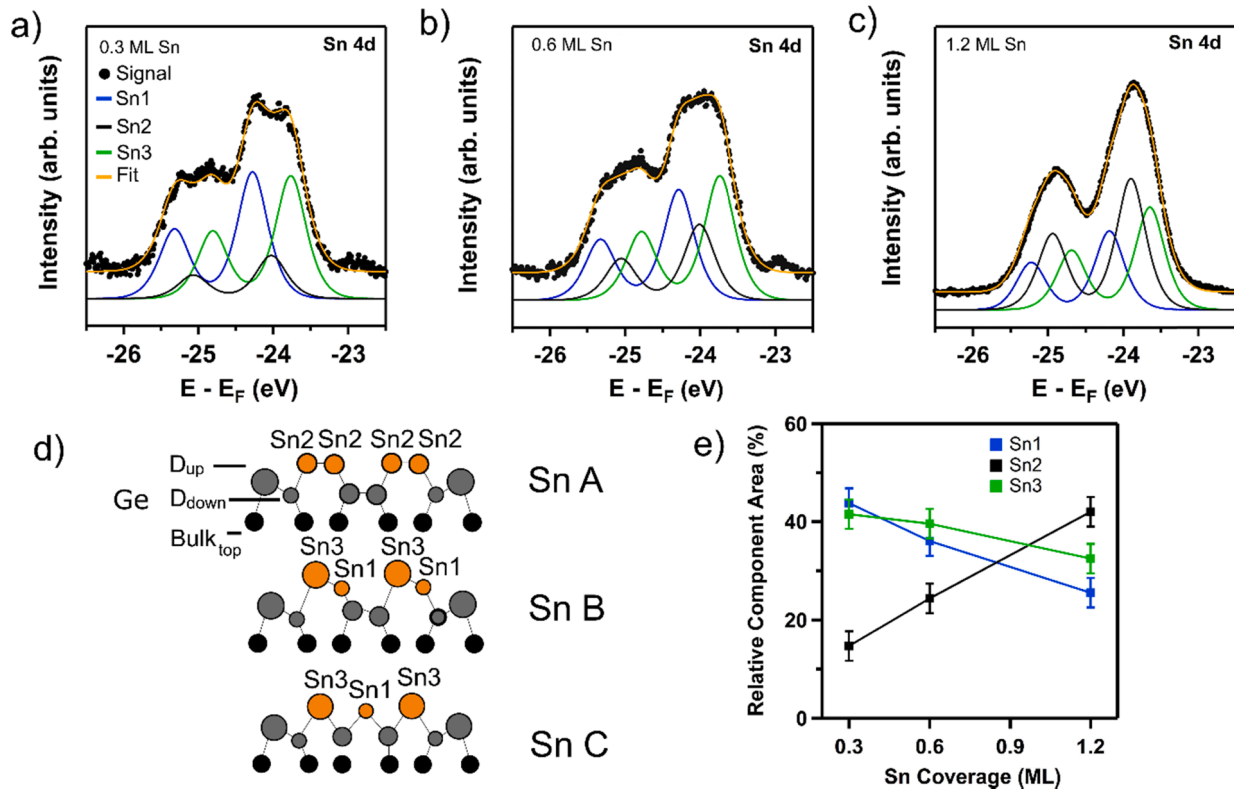 a)
0.3 ML Sn
Sn 4d
Signal
Sn1
Sn2
Sn3
Fit
Intensity (arb. units)
-26
-25
-24
-23
E - EF (eV)
b)
0.6 ML Sn
Sn 4d
Intensity (arb. units)
-26
-25
-24
-23
E - EF (eV)
c)
1.2 ML Sn
Sn 4d
Intensity (arb. units)
-26
-25
-24
-23
E - EF (eV)
d)
Sn2 Sn2 Sn2 Sn2
Dup
Ge
Ddown
Bulk top
Sn A
Sn3 Sn3
Sn1 Sn1
Sn B
Sn3 Sn1 Sn3
Sn C
e)
Relative Component Area (%)
60
40
20
0
Sn1
Sn2
Sn3
0.3 0.6 0.9 1.2
Sn Coverage (ML)